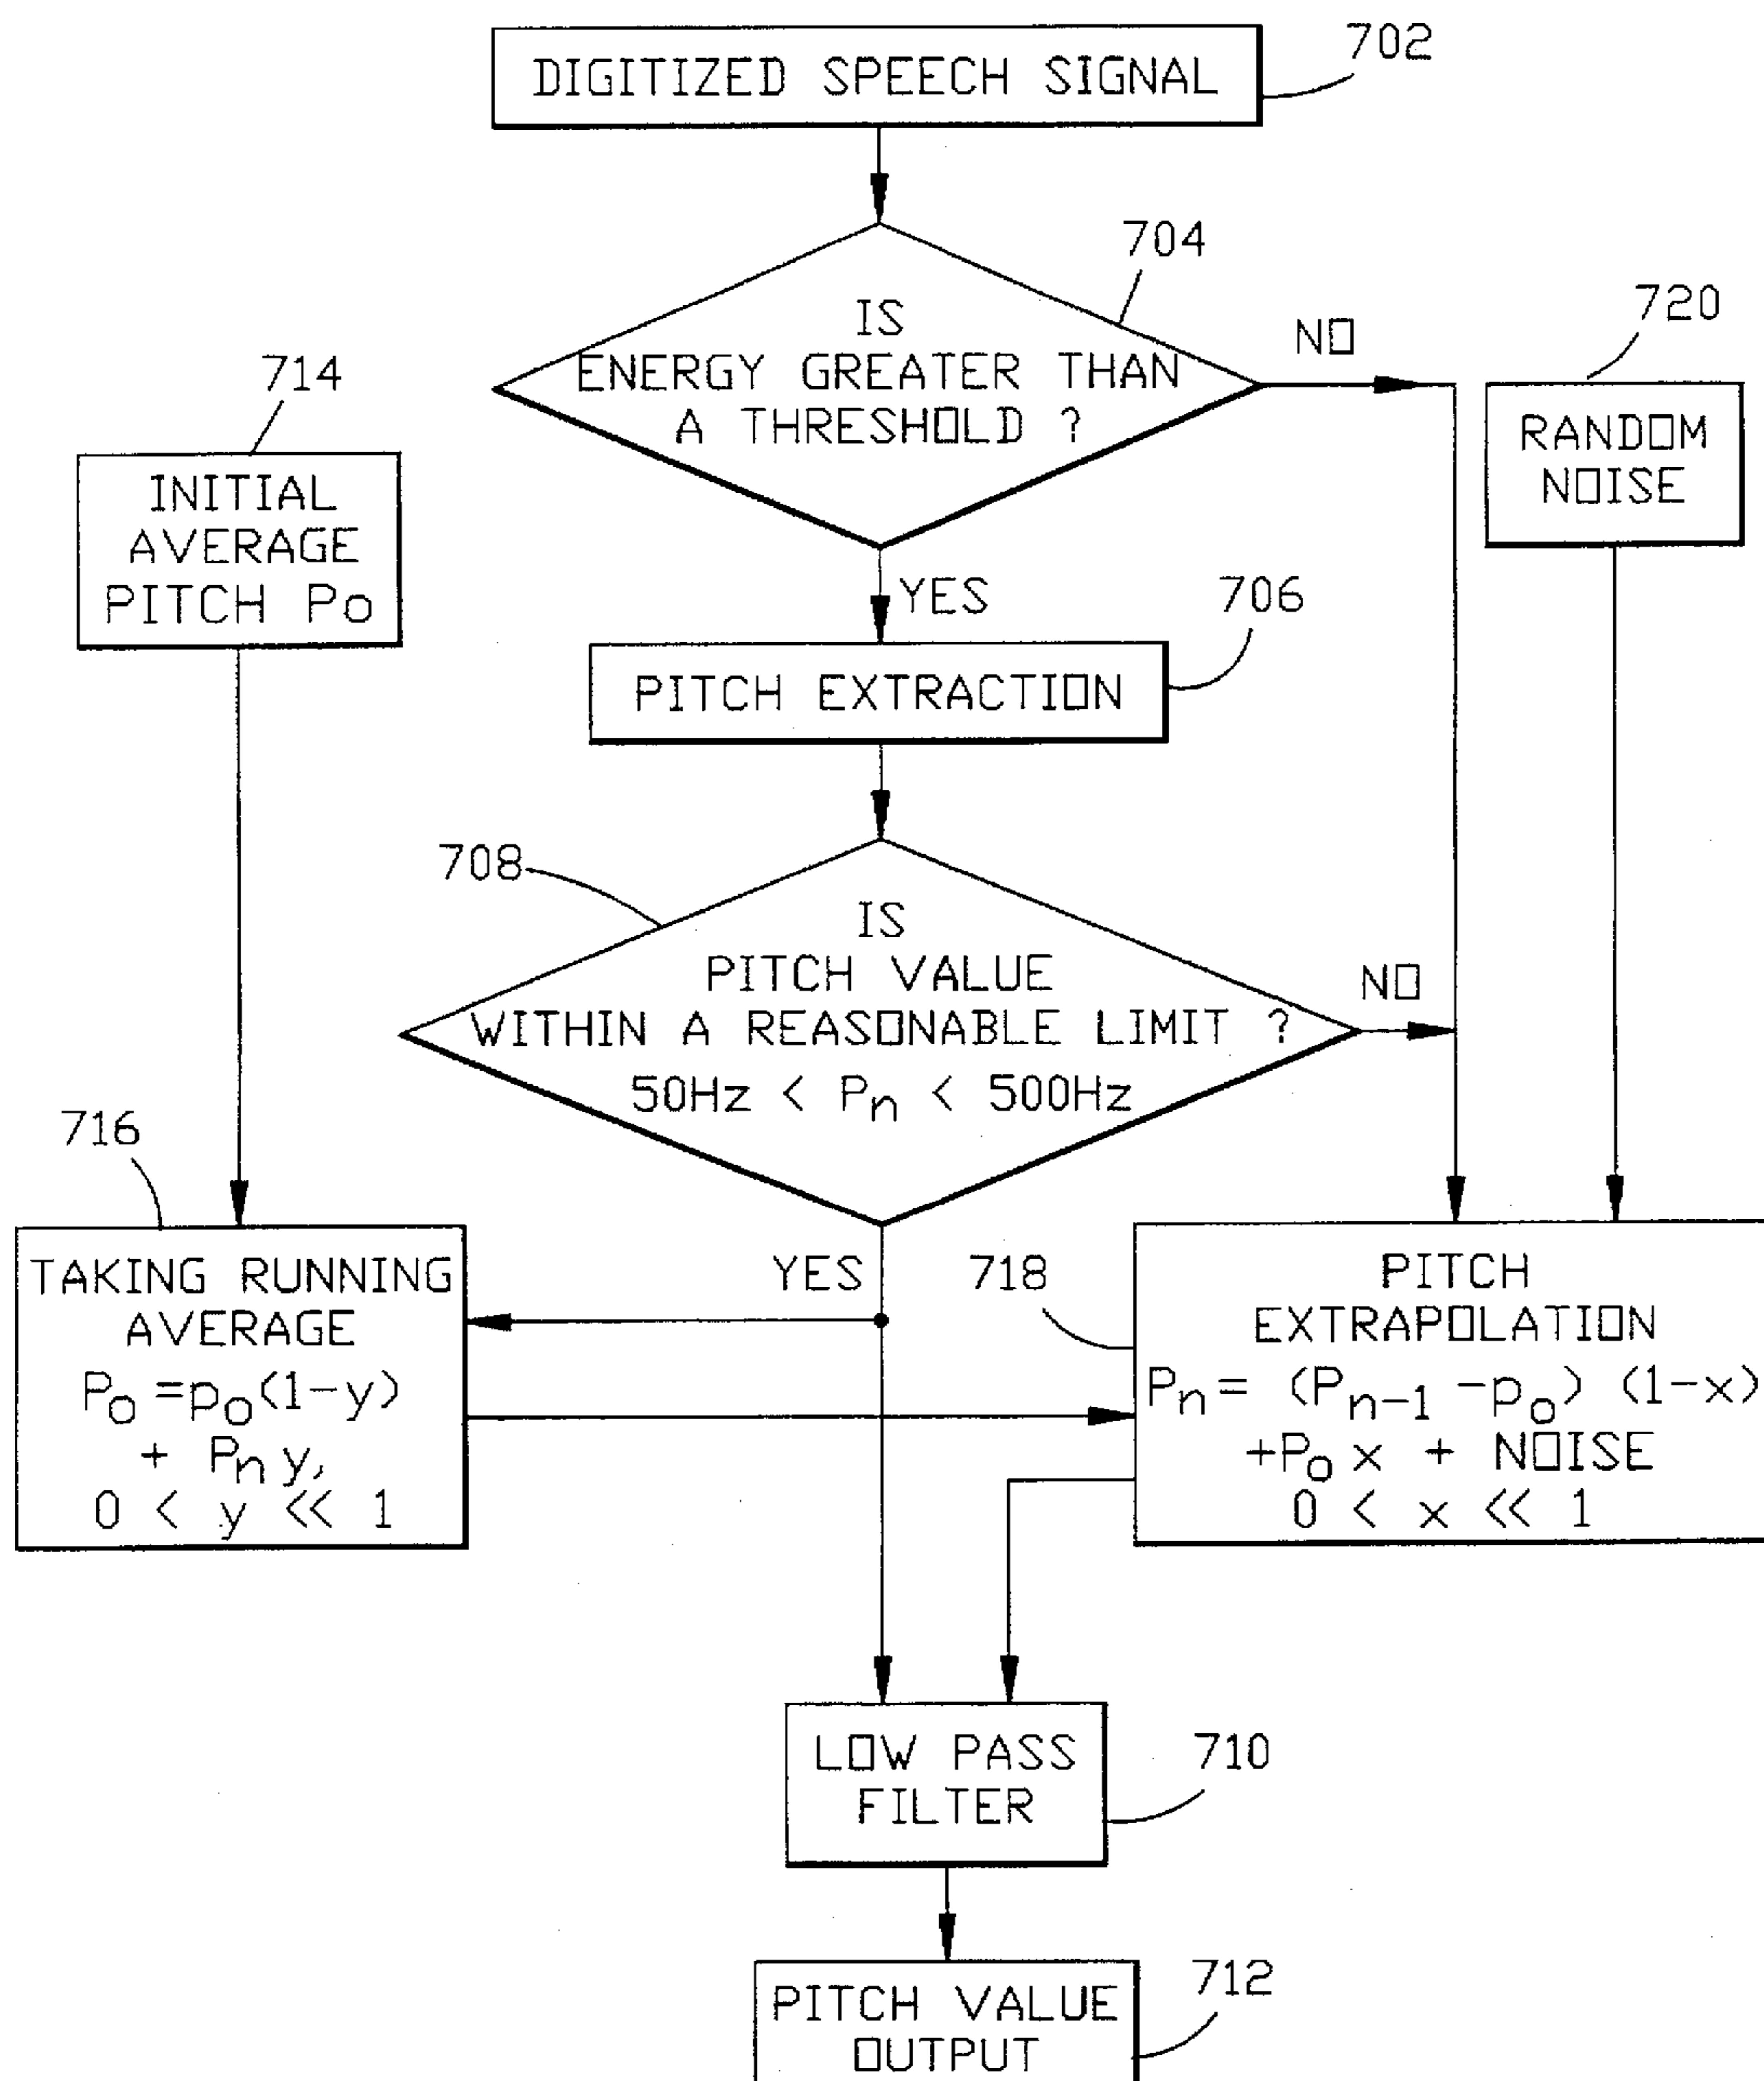 702
DIGITIZED SPEECH SIGNAL
704
IS
ENERGY GREATER THAN
A THRESHOLD ?
NO
720
RANDOM
NOISE
714
INITIAL
AVERAGE
PITCH Po
YES
706
PITCH EXTRACTION
708
IS
PITCH VALUE
WITHIN A REASONABLE LIMIT ?
50Hz < Pn < 500Hz
NO
716
TAKING RUNNING
AVERAGE
Po =po(1-y)
+ Pn y,
0 < y << 1
YES
718
PITCH
EXTRAPOLATION
Pn = (Pn-1 -po) (1-x)
+Po x + NOISE
0 < x << 1
LOW PASS
FILTER
710
PITCH VALUE
OUTPUT
712